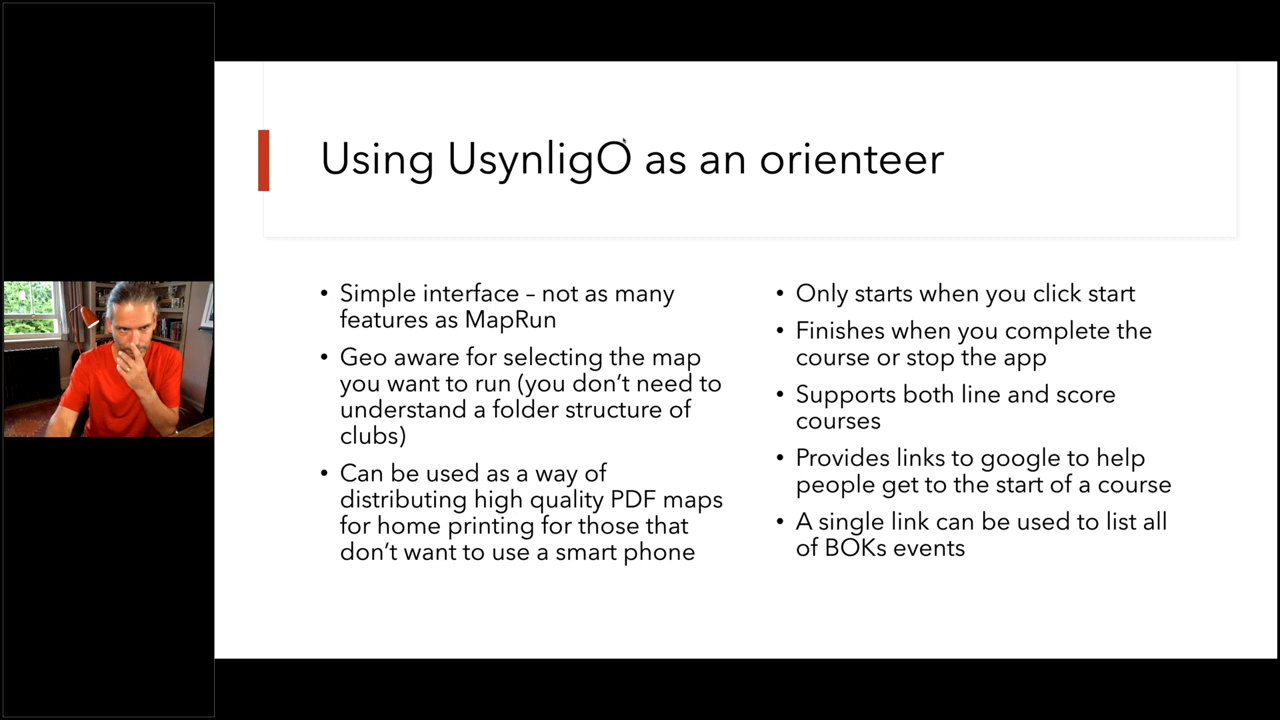 Using UsynligO as an orienteer
• Simple interface – not as many
features as MapRun
• Geo aware for selecting the map
you want to run (you don’t need to
understand a folder structure of
clubs)
• Can be used as a way of
distributing high quality PDF maps
for home printing for those that
don’t want to use a smart phone
• Only starts when you click start
• Finishes when you complete the
course or stop the app
• Supports both line and score
courses
• Provides links to google to help
people get to the start of a course
• A single link can be used to list all
of BOKs events